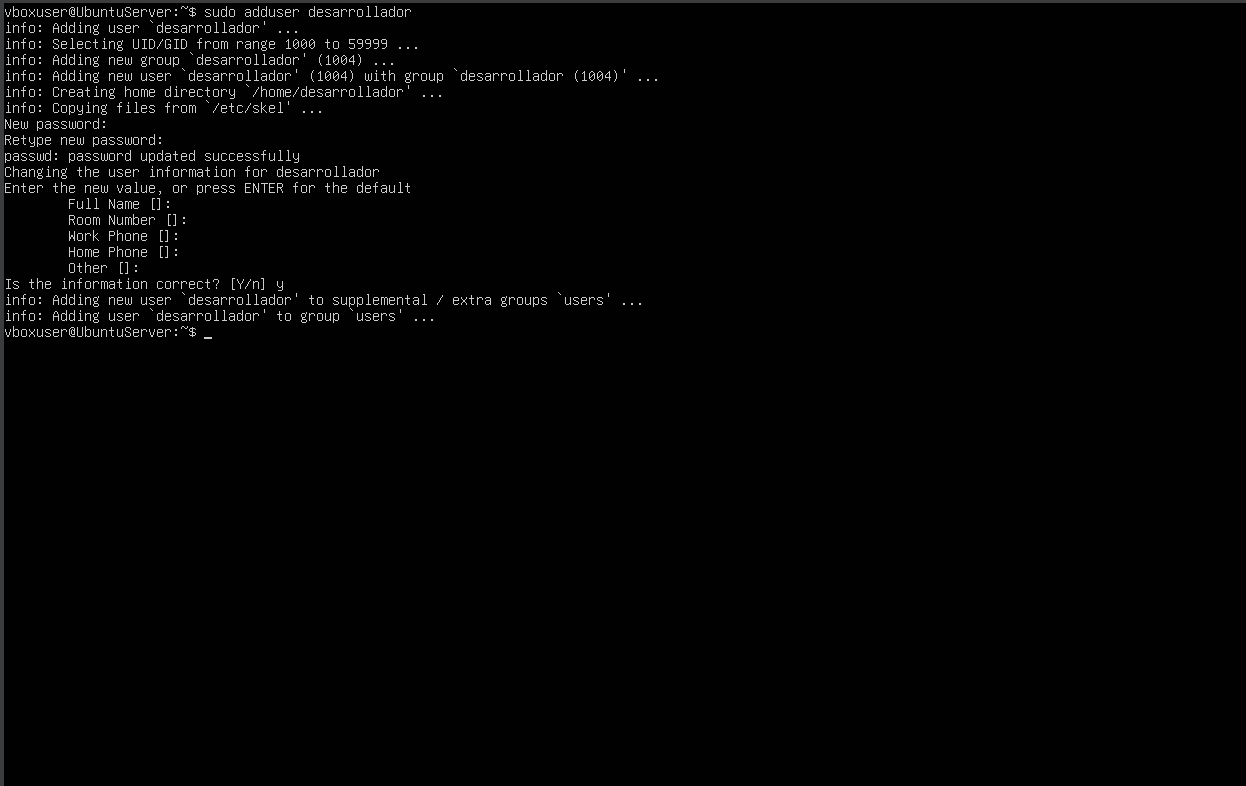 vboxuser@UbuntuServer:~$ sudo adduser desarrollador
info: Adding user `desarrollador' ...
info: Selecting UID/GID from range 1000 to 59999 ...
info: Adding new group `desarrollador' (1004) ...
info: Adding new user `desarrollador' (1004) with group `desarrollador (1004)' ...
info: Creating home directory `/home/desarrollador' ...
info: Copying files from `/etc/skel' ...
New password:
Retype new password:
passwd: password updated successfully
Changing the user information for desarrollador
Enter the new value, or press ENTER for the default
        Full Name []:
        Room Number []:
        Work Phone []:
        Home Phone []:
        Other []:
Is the information correct? [Y/n] y
info: Adding new user `desarrollador' to supplemental / extra groups `users' ...
info: Adding user `desarrollador' to group `users' ...
vboxuser@UbuntuServer:~$ _